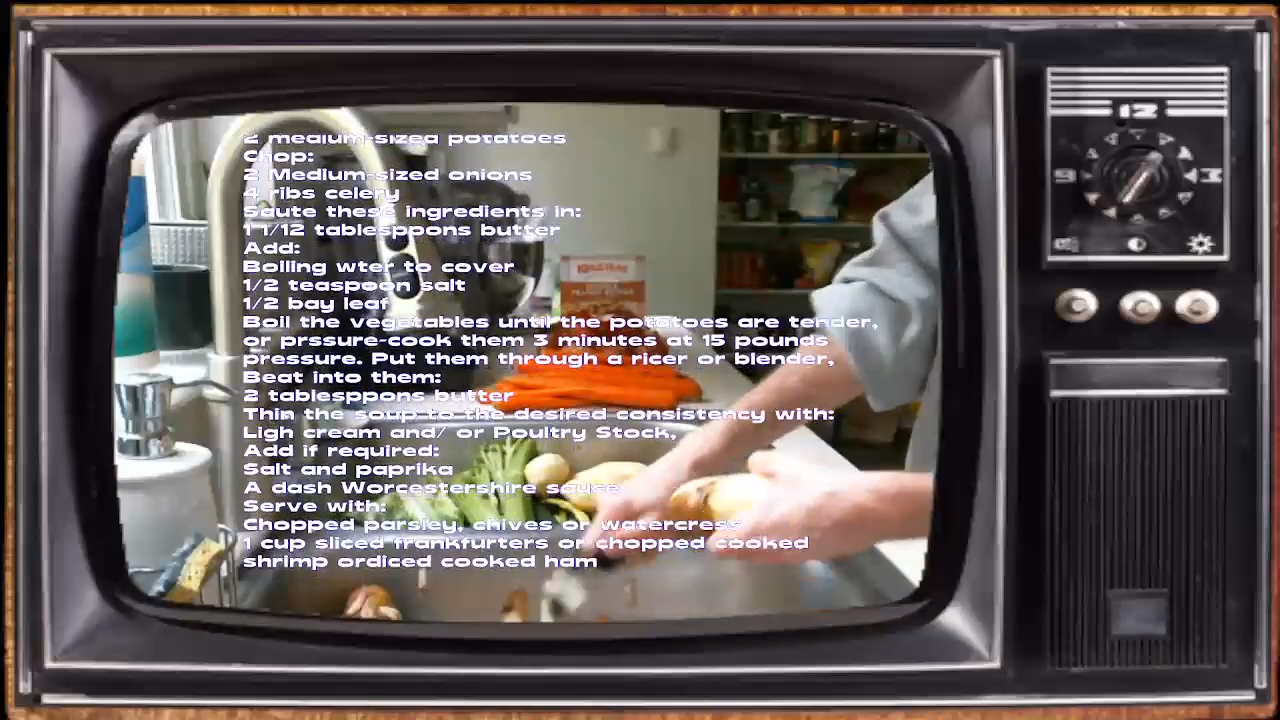 2 medium-sized potatoes
Chop:
2 Medium-sized onions
4 ribs celery
Saute these ingredients in:
1 1/12 tablesppons butter
Add:
Boiling wter to cover
1/2 teaspoon salt
1/2 bay leaf
Boil the vegetables until the potatoes are tender,
or prssure-cook them 3 minutes at 15 pounds
pressure. Put them through a ricer or blender,
Beat into them:
2 tablesppons butter
Thin the soup to the desired consistency with:
Ligh cream and/ or Poultry Stock,
Add if required:
Salt and paprika
A dash Worcestershire sauce
Serve with:
Chopped parsley, chives or watercress
1 cup sliced frankfurters or chopped cooked
shrimp ordiced cooked ham
12
3
9